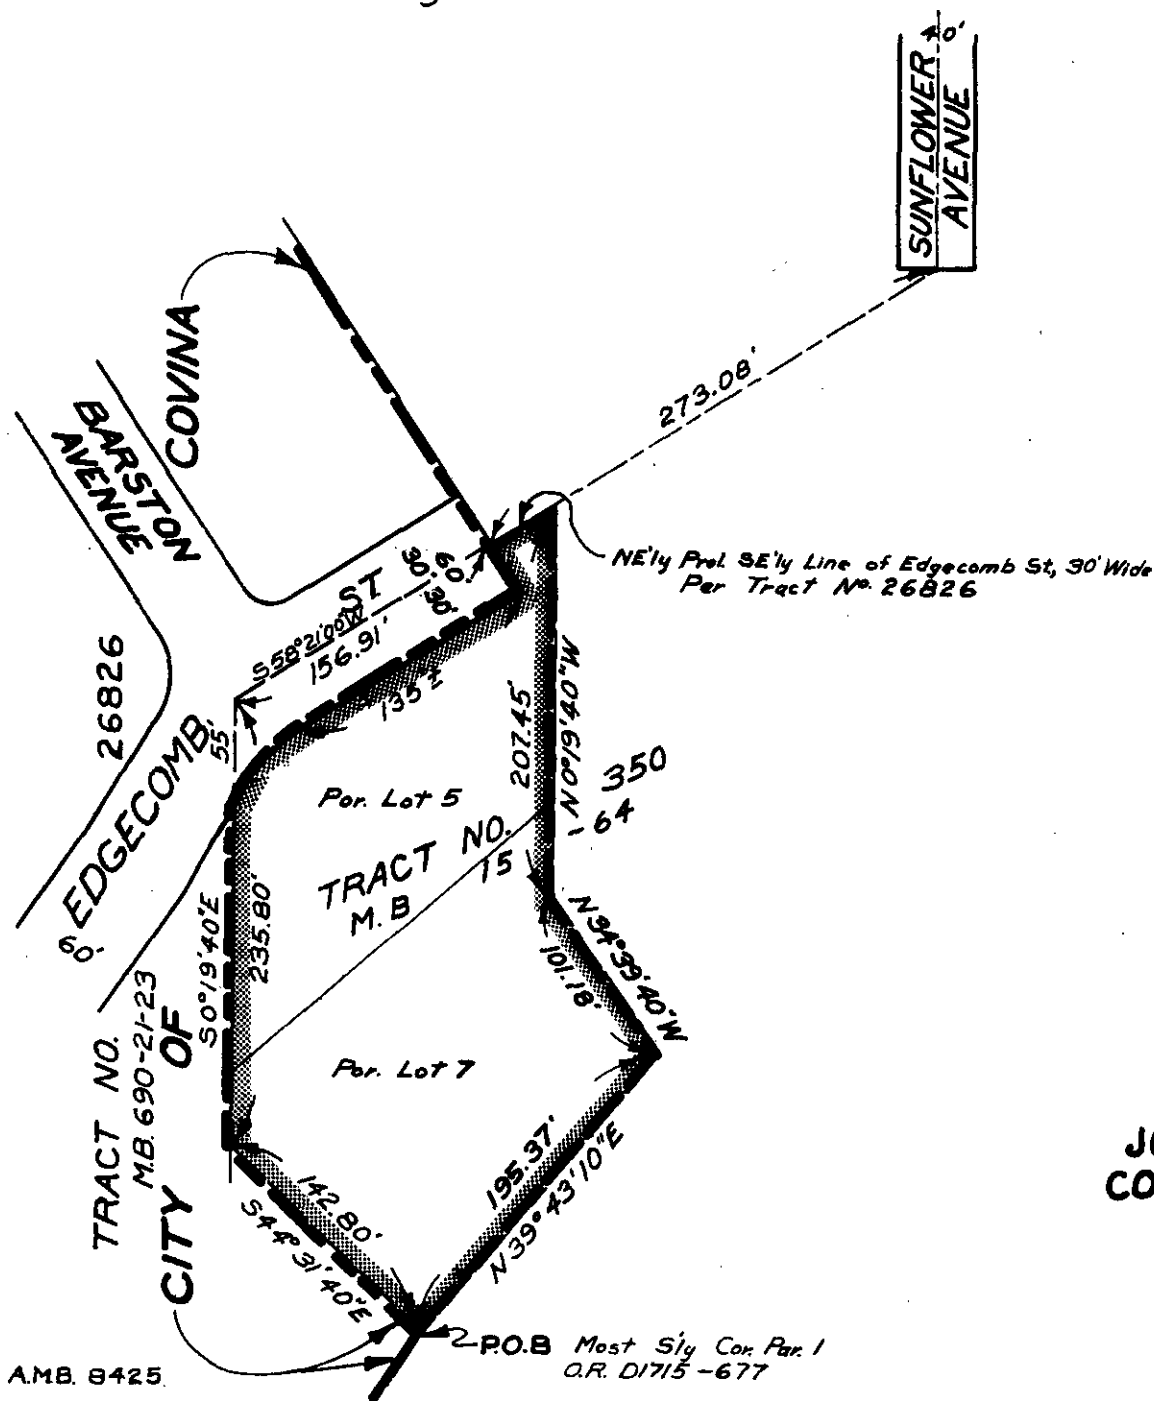 40'
SUNFLOWER
AVENUE
COVINA
BARSTON
AVENUE
273.08'
NE'ly Prol. SE'ly Line of Edgecomb St, 30' Wide
Per Tract No. 26826
60'
30' 30'
ST
S58°21'00"W
156.91'
135'±
26826
EDGECOMB
55'
60'
207.45'
N0°19'40"W
350
-64
Por. Lot 5
TRACT NO.
15
M.B
S0°19'40"E
235.80'
N34°39'40"W
101.18'
TRACT NO.
M.B. 690-21-23
CITY OF
Por. Lot 7
195.37'
N39°43'10"E
142.80'
S44°31'40"E
P.O.B Most S'ly Cor. Par. 1
O.R. D1715-677
A.M.B. 8425
CO